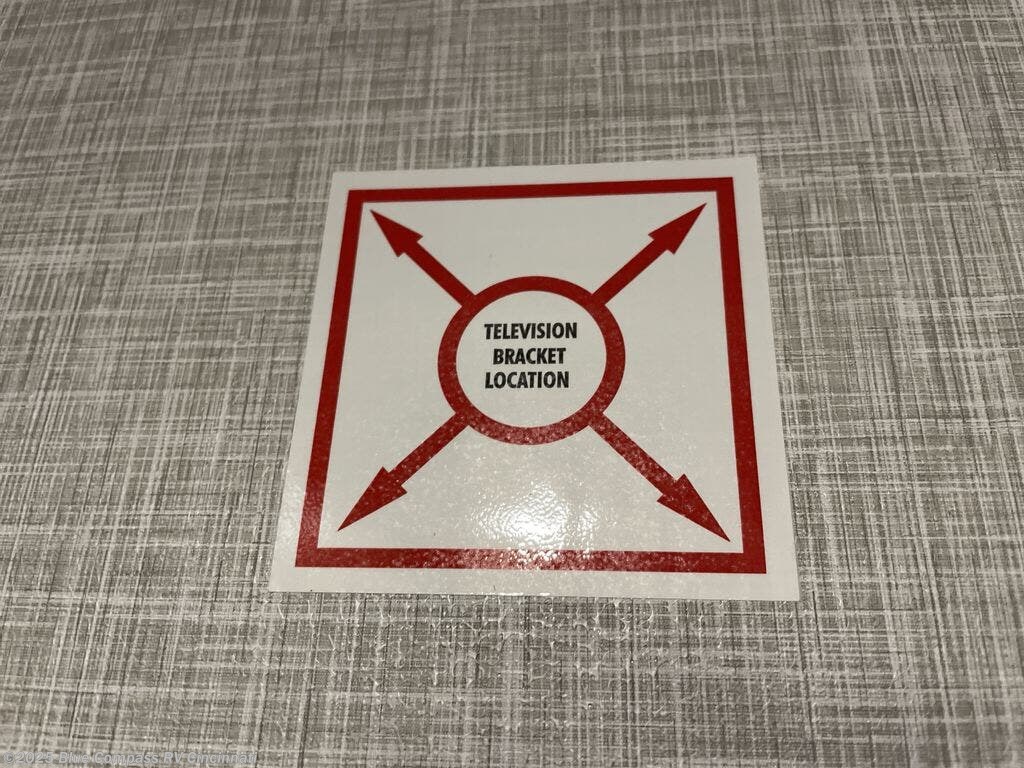 TELEVISION
BRACKET
LOCATION
©2025 Blue Compass RV Cincinnati